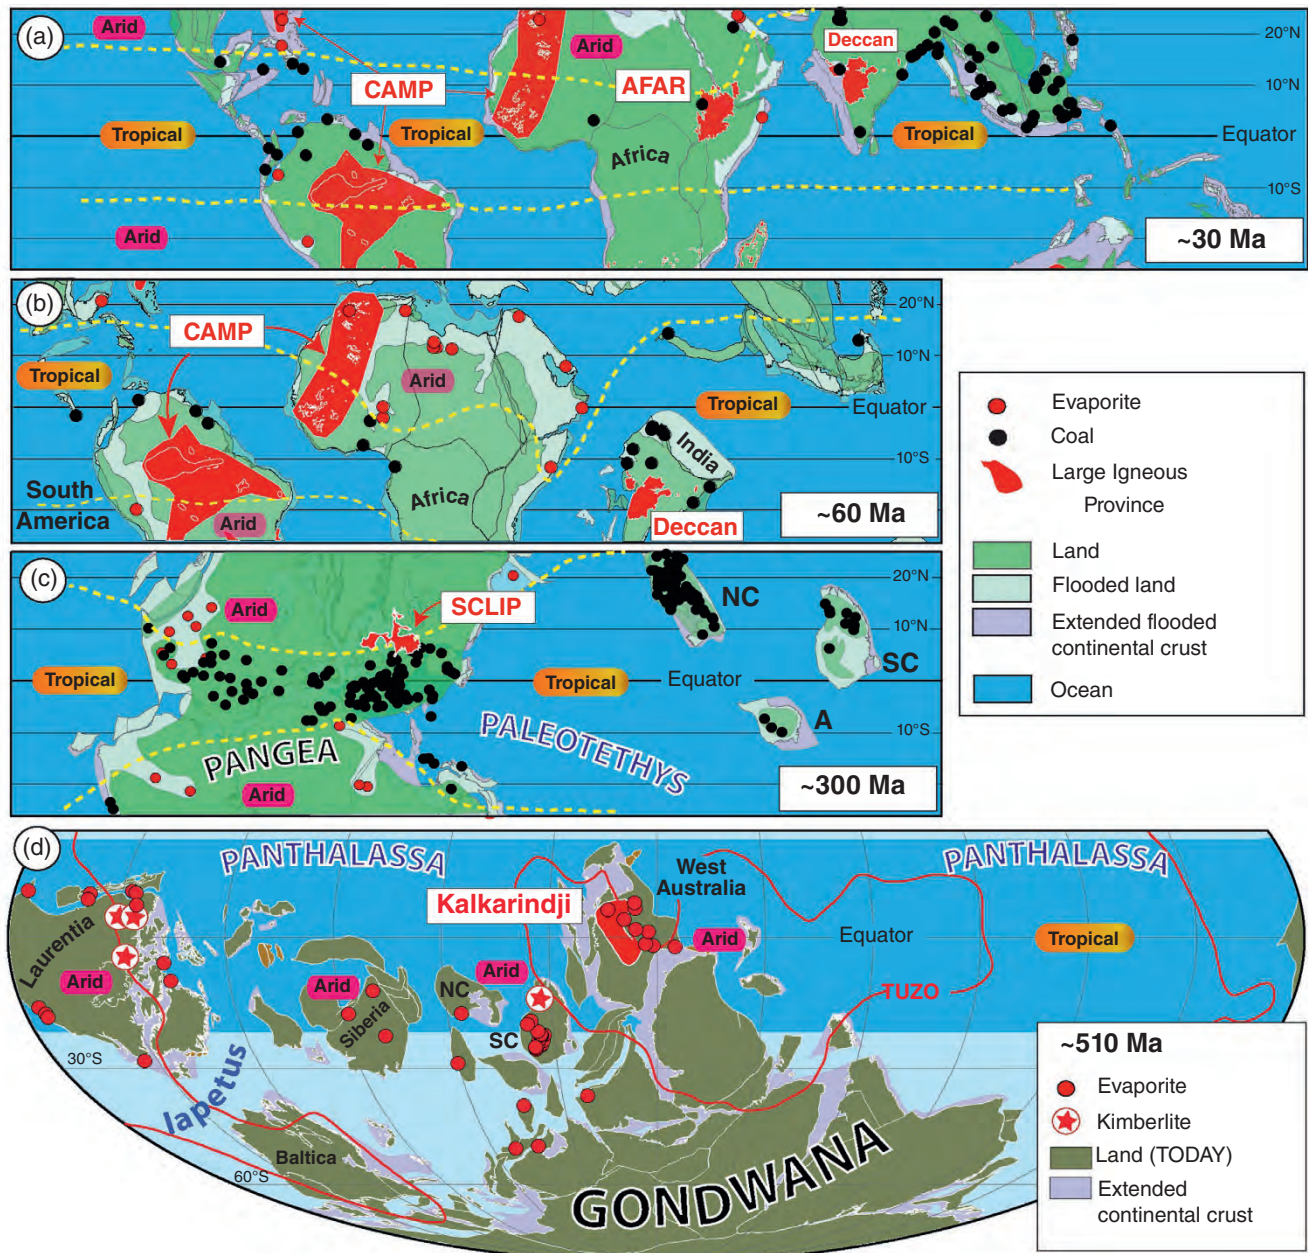 (a)
Arid
Arid
Deccan
20°N
CAMP
AFAR
10°N
Tropical
Tropical
Tropical
Equator
Africa
10°S
Arid
~30 Ma
(b)
20°N
CAMP
10°N
Tropical
Arid
Tropical
Equator
India
10°S
South
America
Africa
Arid
Deccan
~60 Ma
(c)
20°N
Arid
SCLIP
NC
10°N
Tropical
Tropical
Equator
SC
A
10°S
PANGEA
PALEOTETHYS
Arid
~300 Ma
Evaporite
Coal
Large Igneous
Province
Land
Flooded land
Extended flooded
continental crust
Ocean
(d)
PANTHALASSA
West
Australia
PANTHALASSA
Kalkarindji
Laurentia
Arid
Equator
Tropical
Arid
Arid
Arid
NC
Siberia
TUZO
SC
30°S
Iapetus
Baltica
60°S
GONDWANA
~510 Ma
Evaporite
Kimberlite
Land (TODAY)
Extended
continental crust